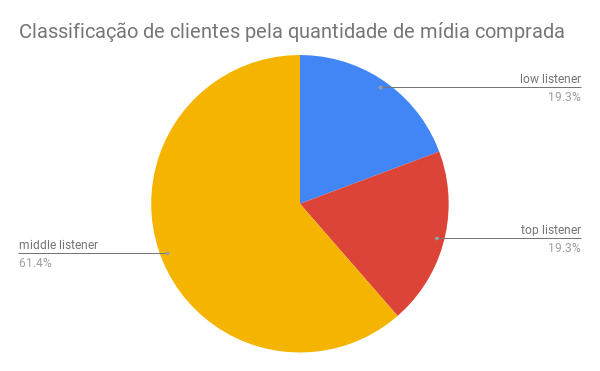 Classificação de clientes pela quantidade de mídia comprada
low listener
19.3%
top listener
19.3%
middle listener
61.4%